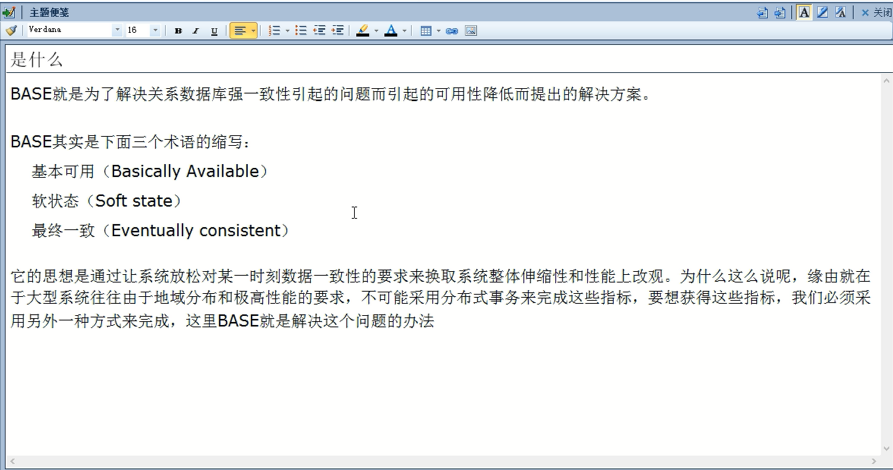 主题便笺
关闭
Verdana 16 B I U
是什么
BASE就是为了解决关系数据库强一致性引起的问题而引起的可用性降低而提出的解决方案。
BASE其实是下面三个术语的缩写：
基本可用（Basically Available）
软状态（Soft state）
最终一致（Eventually consistent）
它的思想是通过让系统放松对某一时刻数据一致性的要求来换取系统整体伸缩性和性能上改观。为什么这么说呢，缘由就在
于大型系统往往由于地域分布和极高性能的要求，不可能采用分布式事务来完成这些指标，要想获得这些指标，我们必须采
用另外一种方式来完成，这里BASE就是解决这个问题的办法